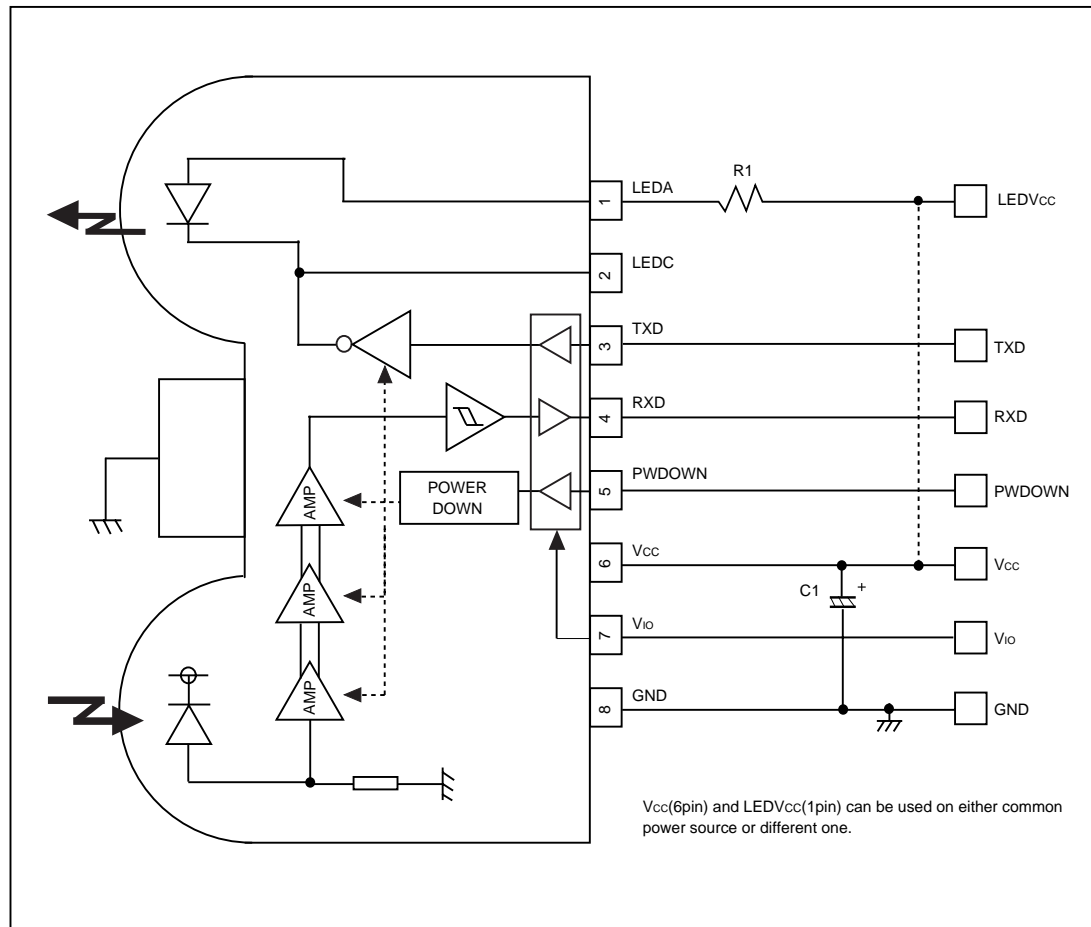 R1
LEDA
1
LEDVCC
LEDC
2
TXD
3
TXD
RXD
4
RXD
AMP
POWER
DOWN
PWDOWN
5
PWDOWN
VCC
6
VCC
C1
+
AMP
7
VIO
AMP
GND
8
GND
VCC(6pin) and LEDVCC(1pin) can be used on either common
power source or different one.